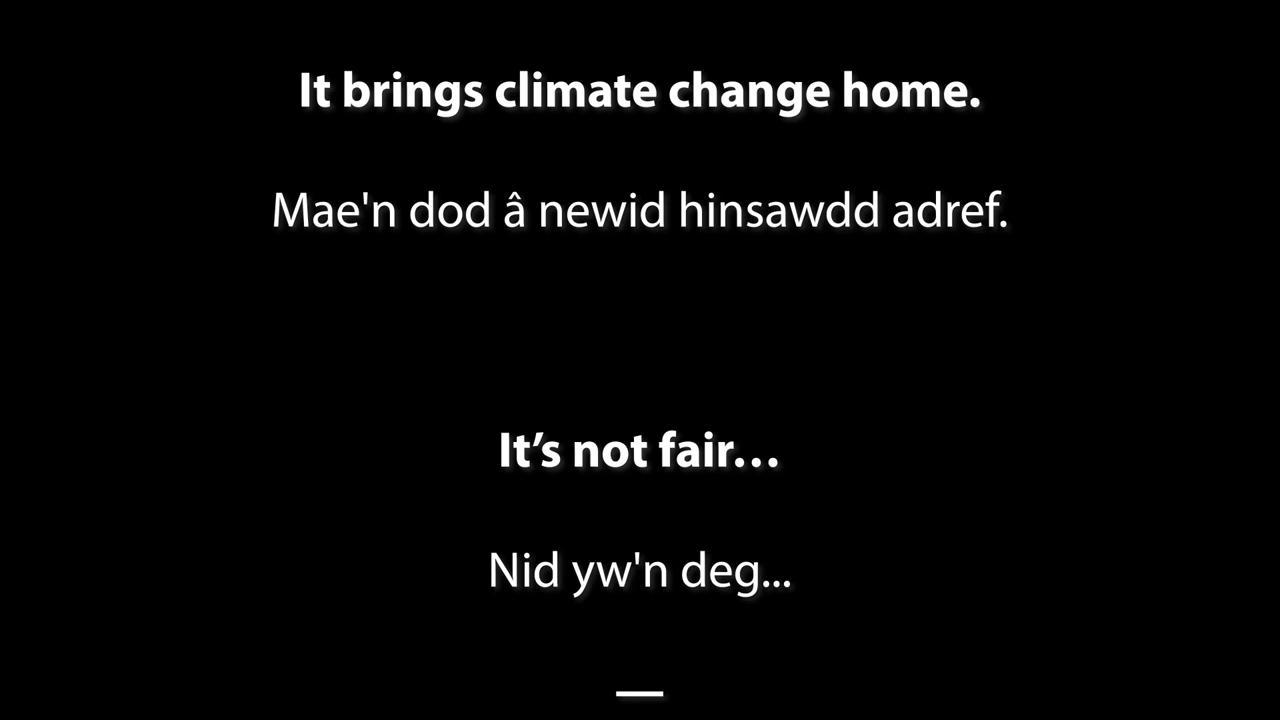 It brings climate change home.
Mae'n dod â newid hinsawdd adref.
It’s not fair…
Nid yw'n deg...